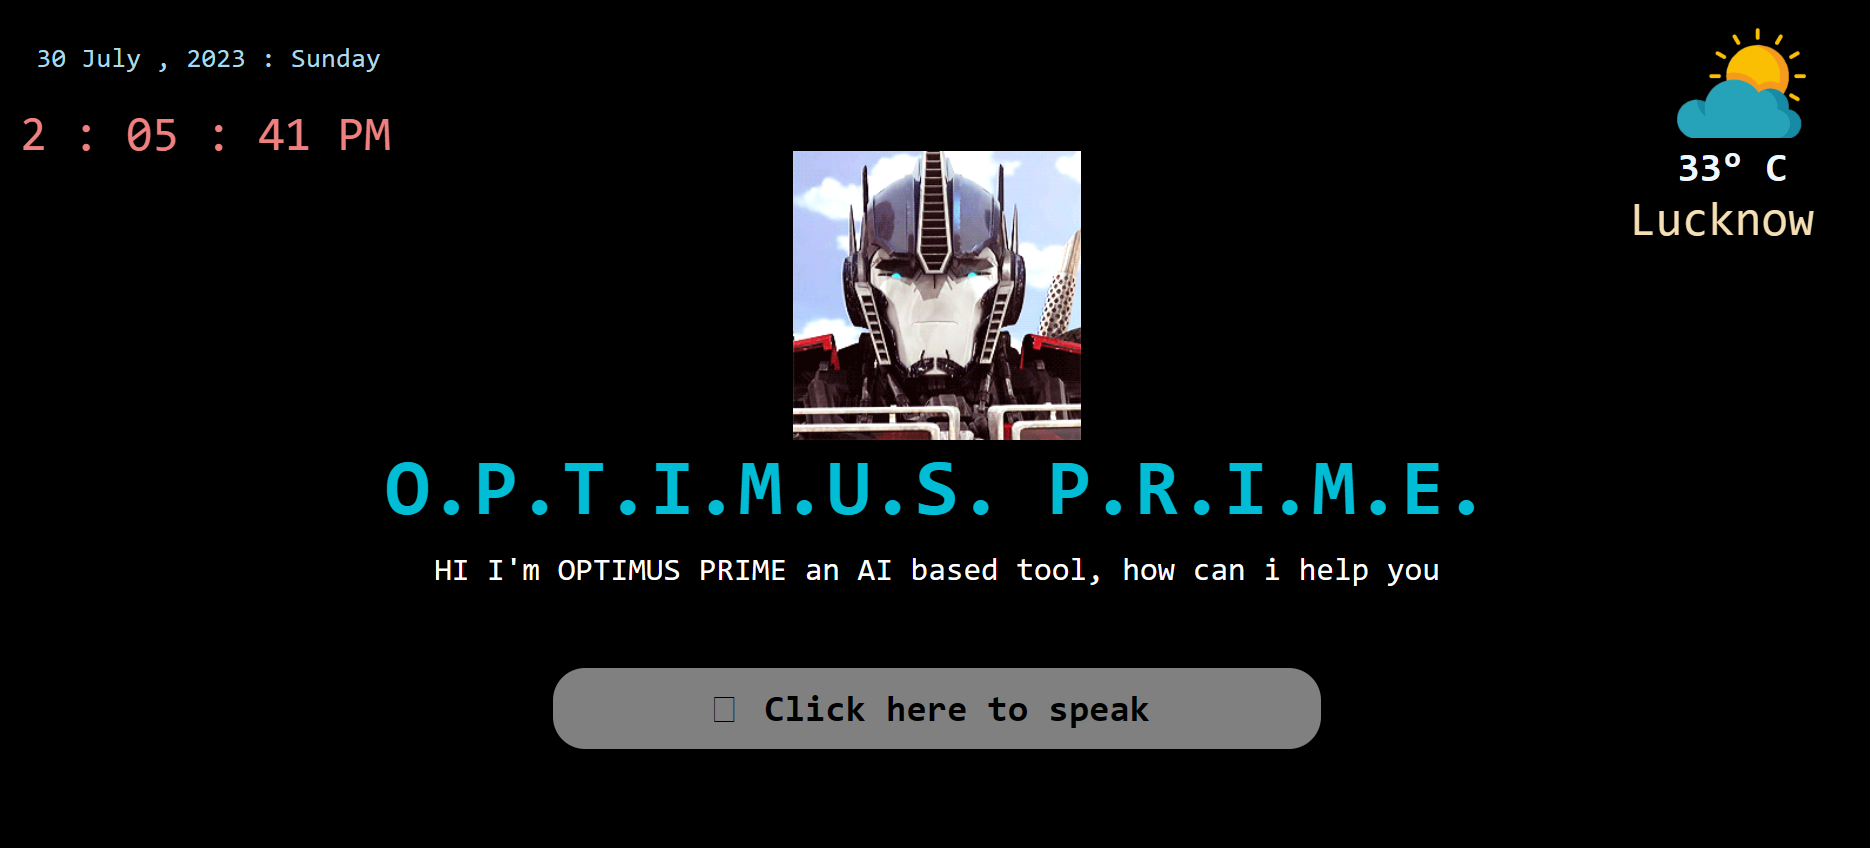 30 July , 2023 : Sunday
2 : 05 : 41 PM
33º C
Lucknow
O.P.T.I.M.U.S. P.R.I.M.E.
HI I'm OPTIMUS PRIME an AI based tool, how can i help you
Click here to speak